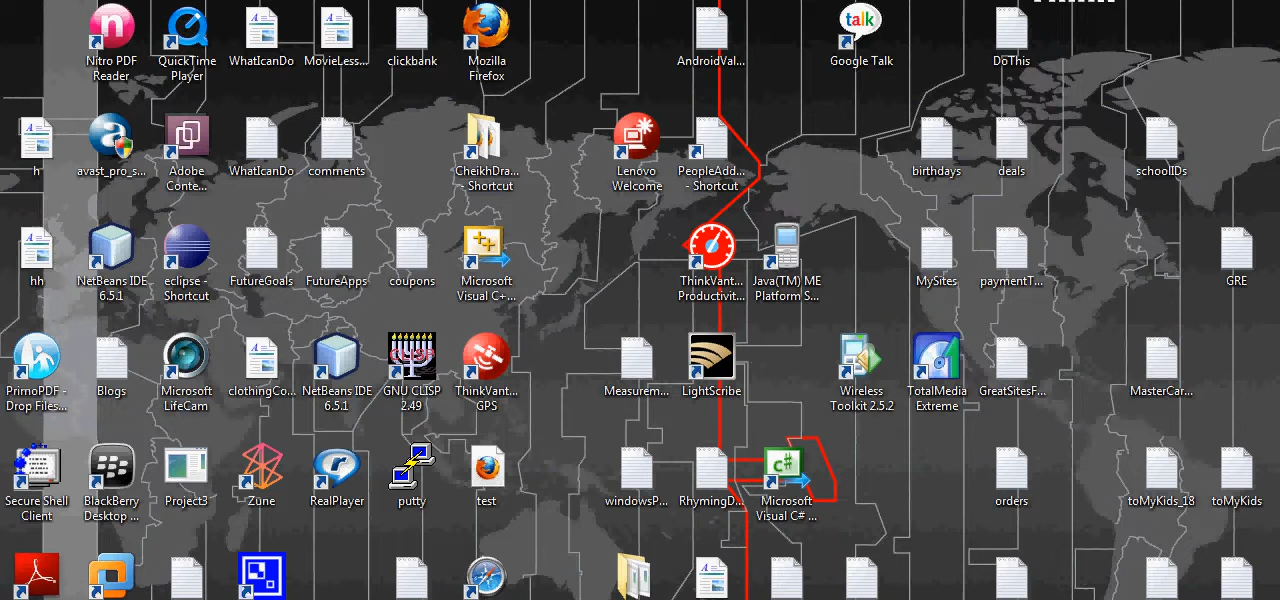 Nitro PDF
Reader
QuickTime
Player
WhatIcanDo
MovieLess...
clickbank
Mozilla
Firefox
AndroidVal...
talk
Google Talk
DoThis
h
avast_pro_s...
Adobe
Conte...
WhatIcanDo
comments
CheikhDra...
- Shortcut
Lenovo
Welcome
PeopleAdd...
- Shortcut
birthdays
deals
schoolIDs
hh
NetBeans IDE
6.5.1
eclipse -
Shortcut
FutureGoals
FutureApps
coupons
Microsoft
Visual C+...
ThinkVant...
Productivit...
Java(TM) ME
Platform S...
MySites
paymentT...
GRE
PrimoPDF -
Drop Files...
Blogs
Microsoft
LifeCam
clothingCo...
NetBeans IDE
6.5.1
CLISP
GNU CLISP
2.49
ThinkVant...
GPS
Measurem...
LightScribe
Wireless
Toolkit 2.5.2
TotalMedia
Extreme
GreatSitesF...
MasterCar...
Secure Shell
Client
BlackBerry
Desktop ...
Project3
Zune
RealPlayer
putty
test
windowsP...
RhymingD...
C#
Microsoft
Visual C# ...
orders
toMyKids_18
toMyKids